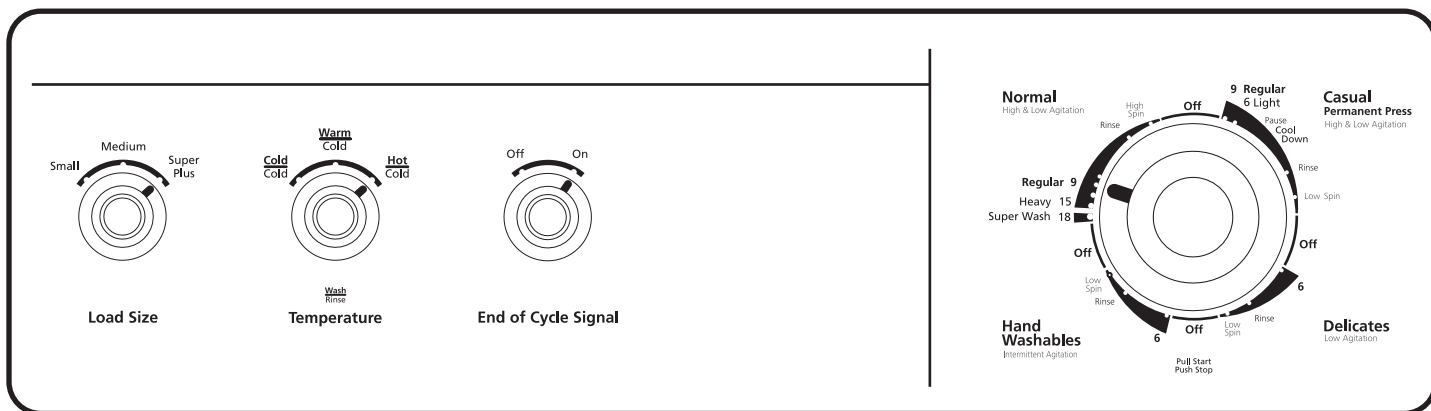 Small
Medium
Super
Plus
Load Size
Cold
Cold
Warm
Cold
Hot
Cold
Wash
Rinse
Temperature
Off
On
End of Cycle Signal
Normal
High & Low Agitation
High
Spin
Rinse
Regular 9
Heavy 15
Super Wash 18
Off
Off
9 Regular
6 Light
Pause
Cool
Down
Rinse
Low Spin
Casual
Permanent Press
High & Low Agitation
Off
6
Rinse
Low
Spin
Delicates
Low Agitation
Off
Low
Spin
Rinse
6
Hand
Washables
Intermittent Agitation
Pull Start
Push Stop